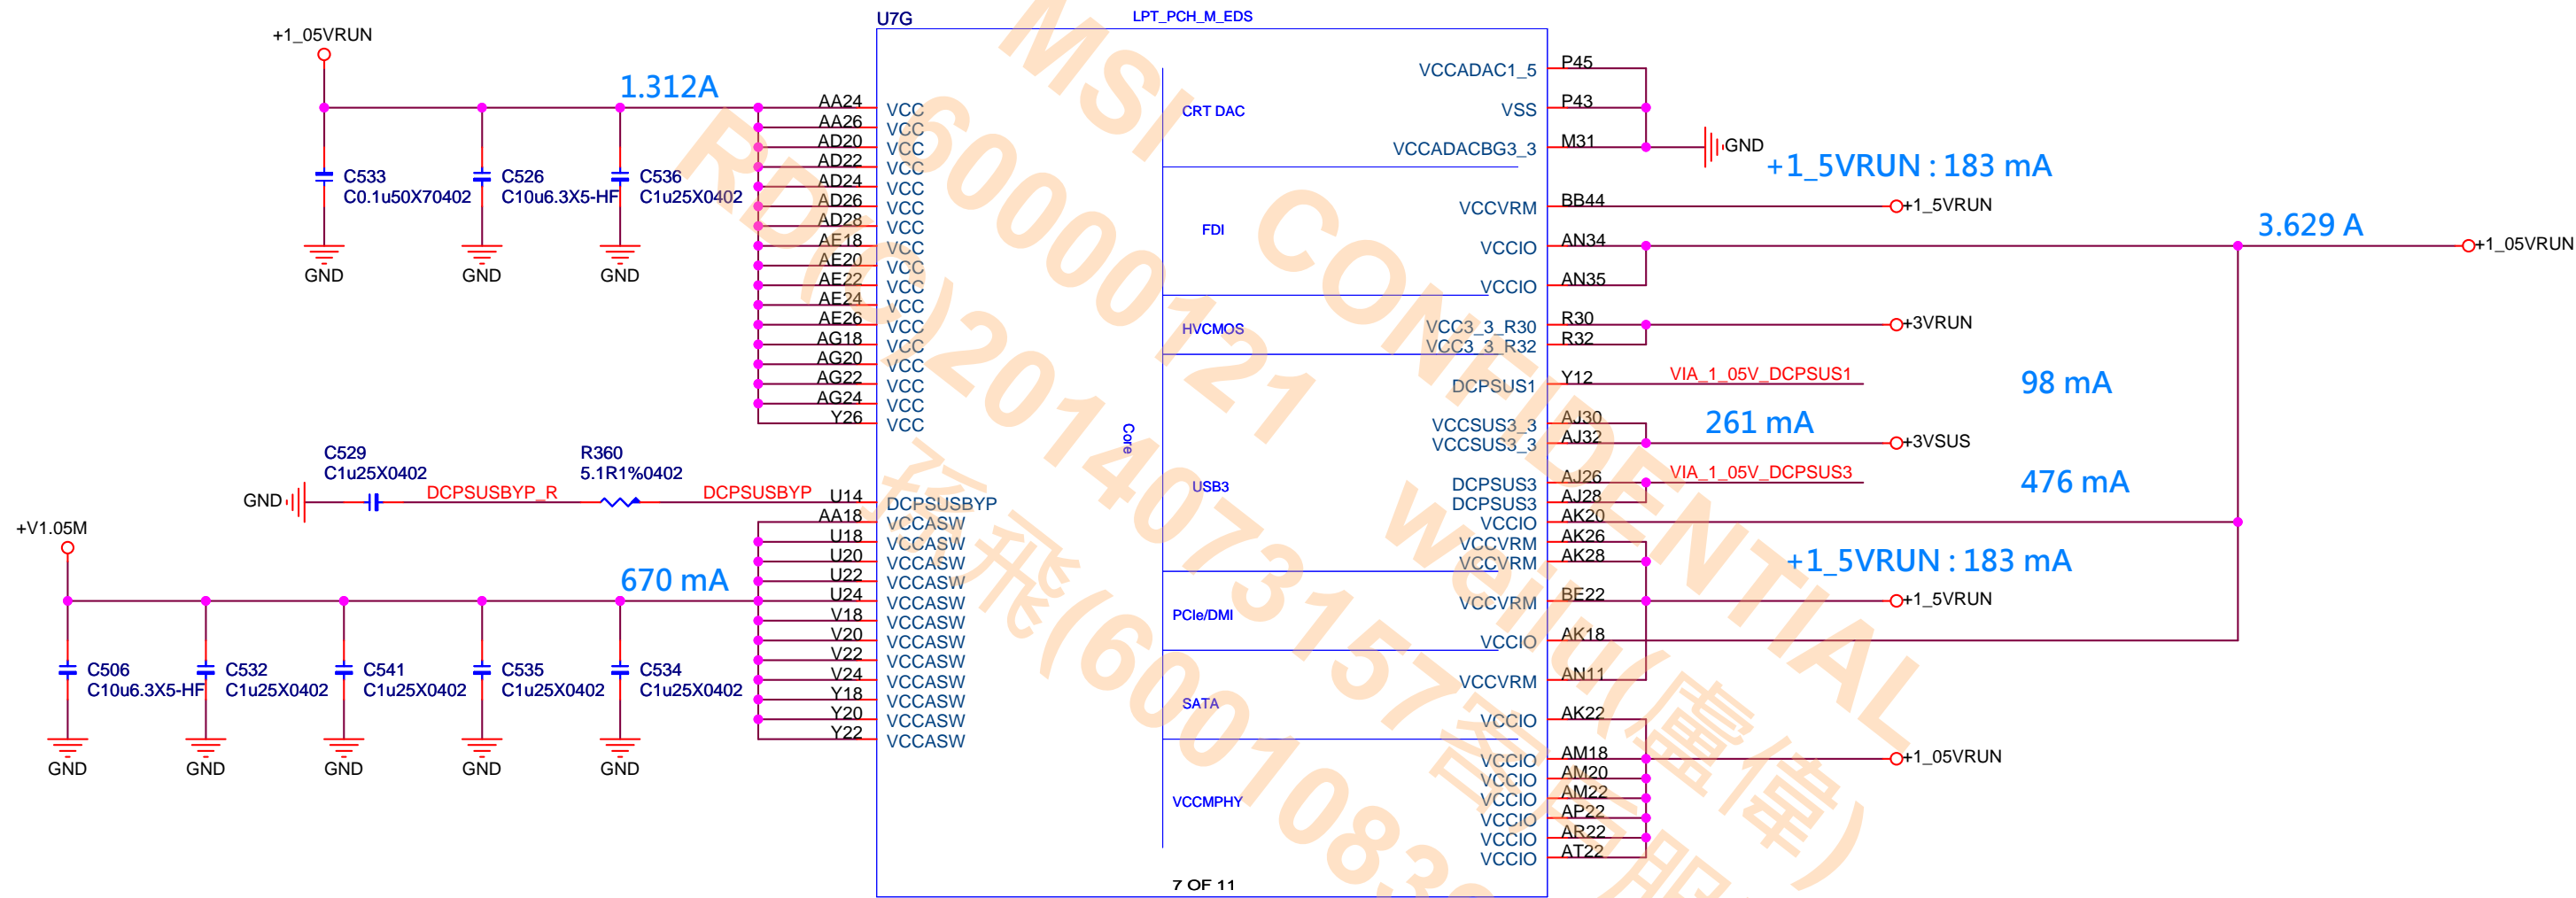 U7G
LPT_PCH_M_EDS
+1_05VRUN
1.312A
C533
C0.1u50X70402
C526
C10u6.3X5-HF
C536
C1u25X0402
GND
GND
GND
AA24 VCC
AA26 VCC
AD20 VCC
AD22 VCC
AD24 VCC
AD26 VCC
AD28 VCC
AE18 VCC
AE20 VCC
AE22 VCC
AE24 VCC
AE26 VCC
AG18 VCC
AG20 VCC
AG22 VCC
AG24 VCC
Y26 VCC
C529
C1u25X0402
R360
5.1R1%0402
GND
DCPSUSBYP_R
DCPSUSBYP
U14 DCPSUSBYP
+V1.05M
670 mA
AA18 VCCASW
U18 VCCASW
U20 VCCASW
U22 VCCASW
U24 VCCASW
V18 VCCASW
V20 VCCASW
V22 VCCASW
V24 VCCASW
Y18 VCCASW
Y20 VCCASW
Y22 VCCASW
C506
C10u6.3X5-HF
C532
C1u25X0402
C541
C1u25X0402
C535
C1u25X0402
C534
C1u25X0402
GND
GND
GND
GND
GND
Core
CRT DAC
FDI
HVCMOS
USB3
PCIe/DMI
SATA
VCCMPHY
7 OF 11
VCCADAC1_5 P45
VSS P43
VCCADACBG3_3 M31
GND
+1_5VRUN : 183 mA
VCCVRM BB44
+1_5VRUN
VCCIO AN34
3.629 A
+1_05VRUN
VCCIO AN35
VCC3_3_R30 R30
+3VRUN
VCC3_3_R32 R32
DCPSUS1 Y12
VIA_1_05V_DCPSUS1
98 mA
VCCSUS3_3 AJ30
261 mA
VCCSUS3_3 AJ32
+3VSUS
DCPSUS3 AJ26
VIA_1_05V_DCPSUS3
476 mA
DCPSUS3 AJ28
VCCIO AK20
VCCVRM AK26
VCCVRM AK28
+1_5VRUN : 183 mA
VCCVRM BE22
+1_5VRUN
VCCIO AK18
VCCVRM AN11
VCCIO AK22
VCCIO AM18
+1_05VRUN
VCCIO AM20
VCCIO AM22
VCCIO AP22
VCCIO AR22
VCCIO AT22
MSI CONFIDENTIAL
60000121 weilu(盧偉)